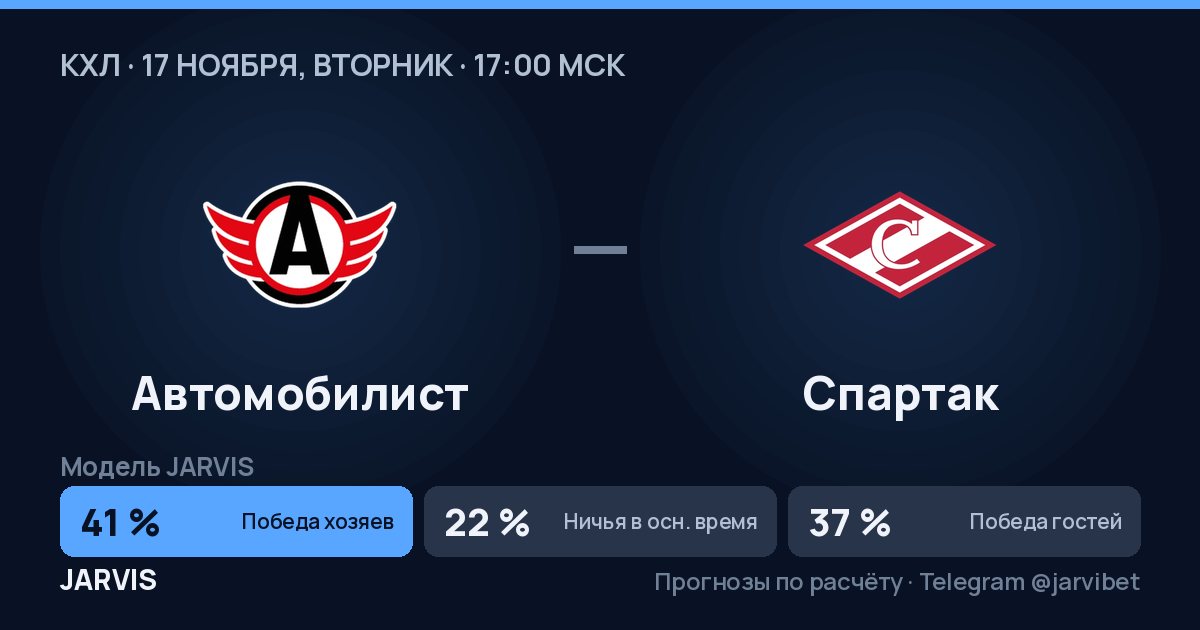 КХЛ · 17 НОЯБРЯ, ВТОРНИК · 17:00 МСК
А
С
—
Автомобилист
Спартак
Модель JARVIS
41 % Победа хозяев
22 % Ничья в осн. время
37 % Победа гостей
JARVIS
Прогнозы по расчёту · Telegram @jarvibet